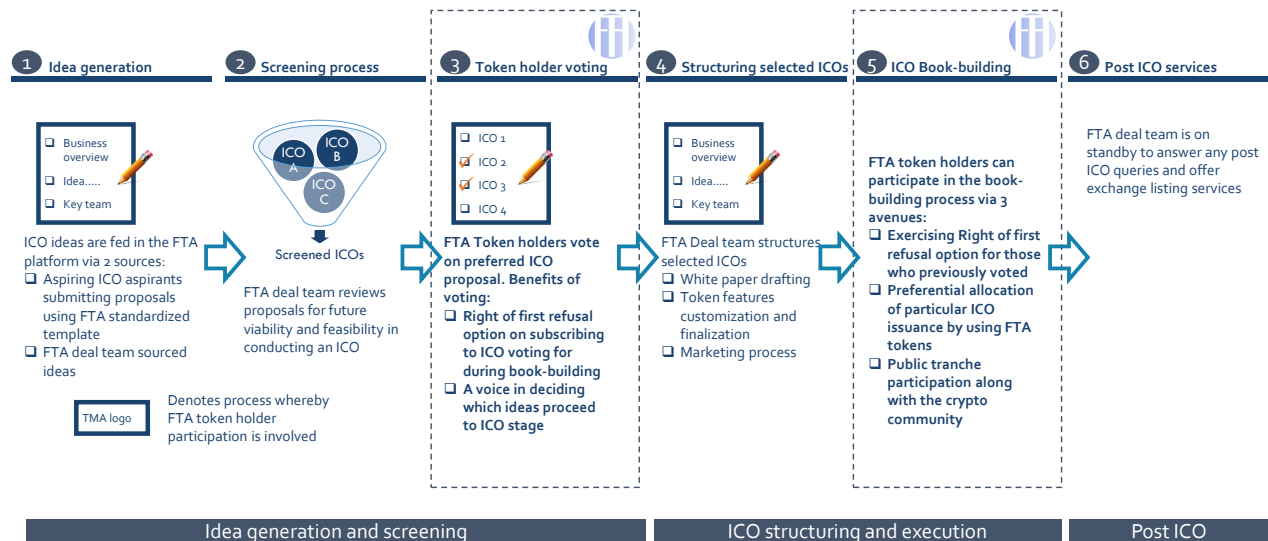 1 Idea generation
Business
overview
Idea.....
Key team
ICO ideas are fed in the FTA
platform via 2 sources:
Aspiring ICO aspirants
submitting proposals
using FTA standardized
template
FTA deal team sourced
ideas
2 Screening process
ICO
A
ICO
B
ICO
C
Screened ICOs
FTA deal team reviews
proposals for future
viability and feasibility in
conducting an ICO
TMA logo
Denotes process whereby
FTA token holder
participation is involved
3 Token holder voting
ICO 1
ICO 2
ICO 3
ICO 4
FTA Token holders vote
on preferred ICO
proposal. Benefits of
voting:
Right of first refusal
option on subscribing
to ICO voting for
during book-building
A voice in deciding
which ideas proceed
to ICO stage
4 Structuring selected ICOs
Business
overview
Idea.....
Key team
FTA Deal team structures
selected ICOs
White paper drafting
Token features
customization and
finalization
Marketing process
5 ICO Book-building
FTA token holders can
participate in the book-
building process via 3
avenues:
Exercising Right of first
refusal option for those
who previously voted
Preferential allocation
of particular ICO
issuance by using FTA
tokens
Public tranche
participation along
with the crypto
community
6 Post ICO services
FTA deal team is on
standby to answer any post
ICO queries and offer
exchange listing services
Idea generation and screening
ICO structuring and execution
Post ICO